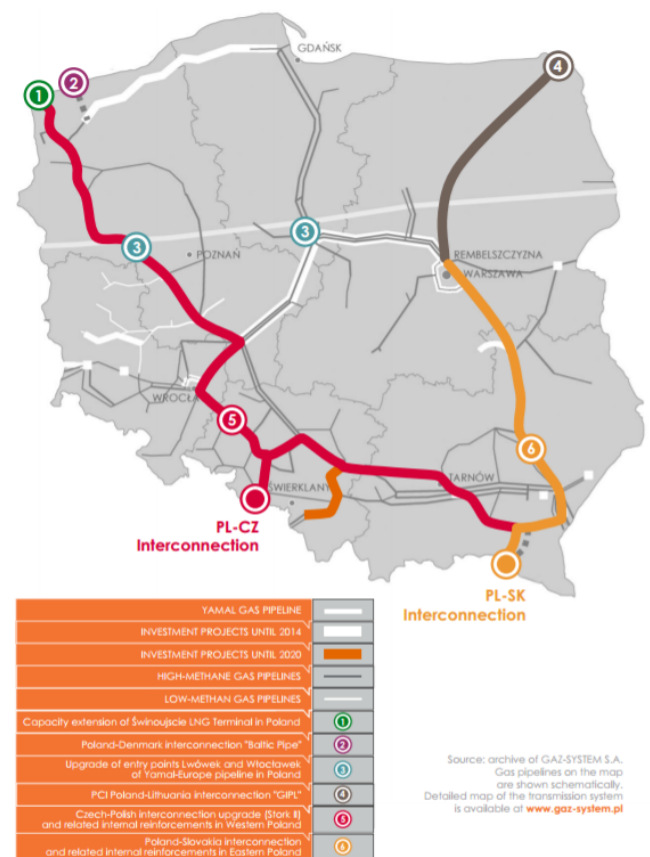 GDAŃSK
1
2
4
3
3
POZNAŃ
REMBELSZCZYZNA
WARSZAWA
WROCŁA
5
6
TARNÓW
ŚWIERKLANY
PL-CZ
Interconnection
PL-SK
Interconnection
YAMAL GAS PIPELINE
INVESTMENT PROJECTS UNTIL 2014
INVESTMENT PROJECTS UNTIL 2020
HIGH-METHANE GAS PIPELINES
LOW-METHAN GAS PIPELINES
Capacity extension of Świnoujscie LNG Terminal in Poland
1
Poland-Denmark interconnection "Baltic Pipe"
2
Upgrade of entry points Lwówek and Włocławek
of Yamal-Europe pipeline in Poland
3
PCI Poland-Lithuania interconnection "GIPL"
4
Czech-Polish interconnection upgrade (Stork II)
and related internal reinforcements in Western Poland
5
Poland-Slovakia interconnection
and related internal reinforcements in Eastern Poland
6
Source: archive of GAZ-SYSTEM S.A.
Gas pipelines on the map
are shown schematically.
Detailed map of the transmission system
is available at www.gaz-system.pl